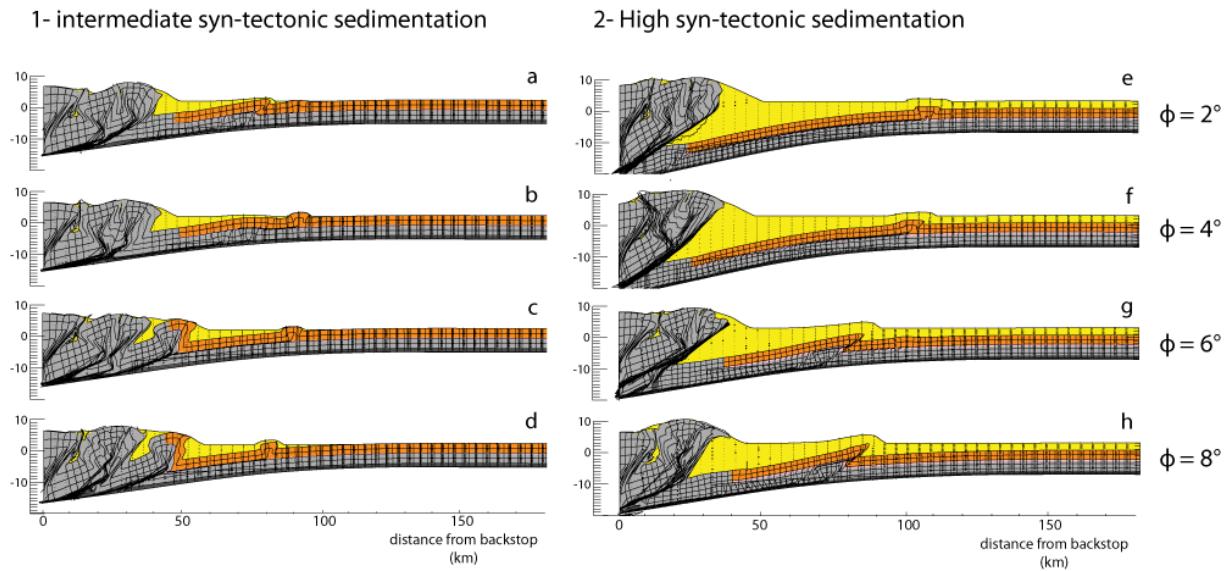 1- intermediate syn-tectonic sedimentation
2- High syn-tectonic sedimentation
10
0
-10
a
10
0
-10
e
ϕ = 2°
10
0
-10
b
10
0
-10
f
ϕ = 4°
10
0
-10
c
10
0
-10
g
ϕ = 6°
10
0
-10
d
10
0
-10
h
ϕ = 8°
0 50 100 150
distance from backstop
(km)
0 50 100 150
distance from backstop
(km)